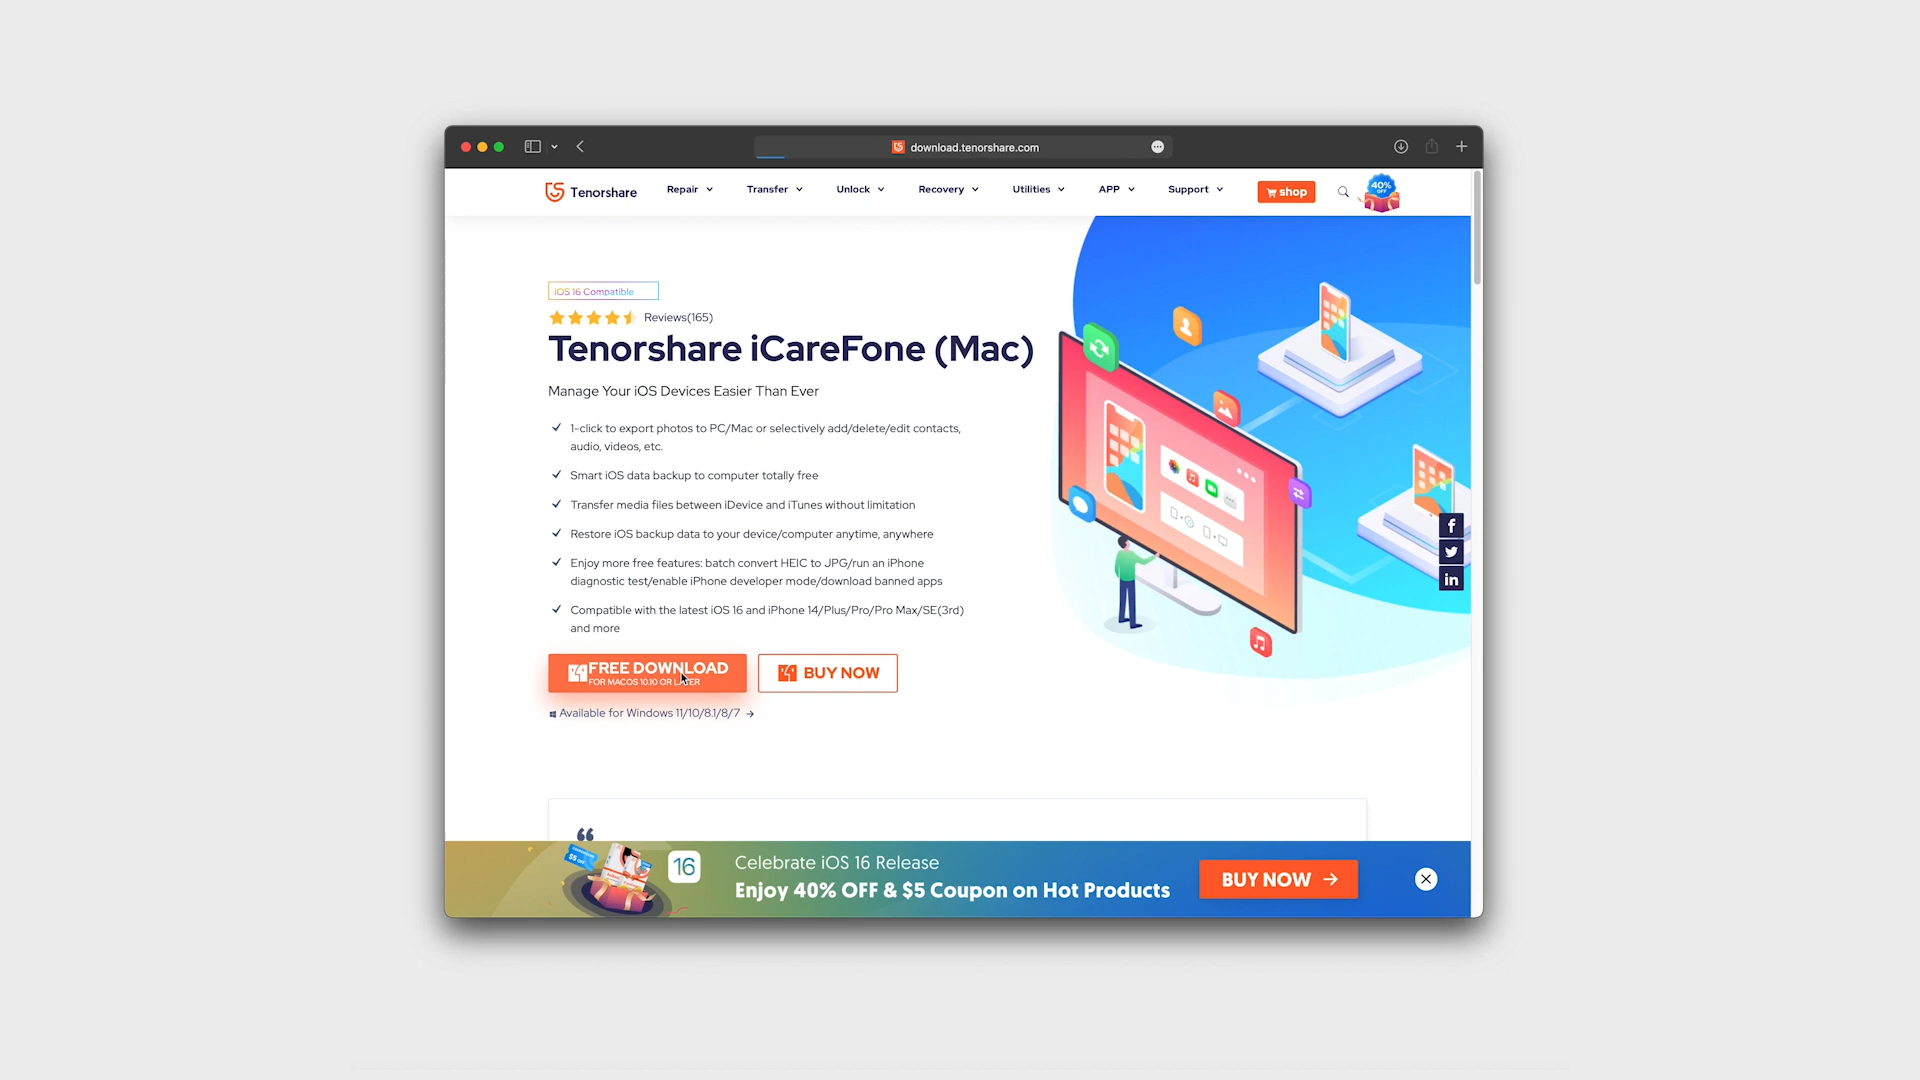 download.tenorshare.com
Tenorshare
Repair
Transfer
Unlock
Recovery
Utilities
APP
Support
shop
40%
OFF
iOS 16 Compatible
Reviews(165)
Tenorshare iCareFone (Mac)
Manage Your iOS Devices Easier Than Ever
1-click to export photos to PC/Mac or selectively add/delete/edit contacts,
audio, videos, etc.
Smart iOS data backup to computer totally free
Transfer media files between iDevice and iTunes without limitation
Restore iOS backup data to your device/computer anytime, anywhere
Enjoy more free features: batch convert HEIC to JPG/run an iPhone
diagnostic test/enable iPhone developer mode/download banned apps
Compatible with the latest iOS 16 and iPhone 14/Plus/Pro/Pro Max/SE(3rd)
and more
FREE DOWNLOAD
FOR MACOS 10.10 OR LATER
BUY NOW
Available for Windows 11/10/8.1/8/7
“
$5 OFF
16
Celebrate iOS 16 Release
Enjoy 40% OFF & $5 Coupon on Hot Products
BUY NOW
f
in